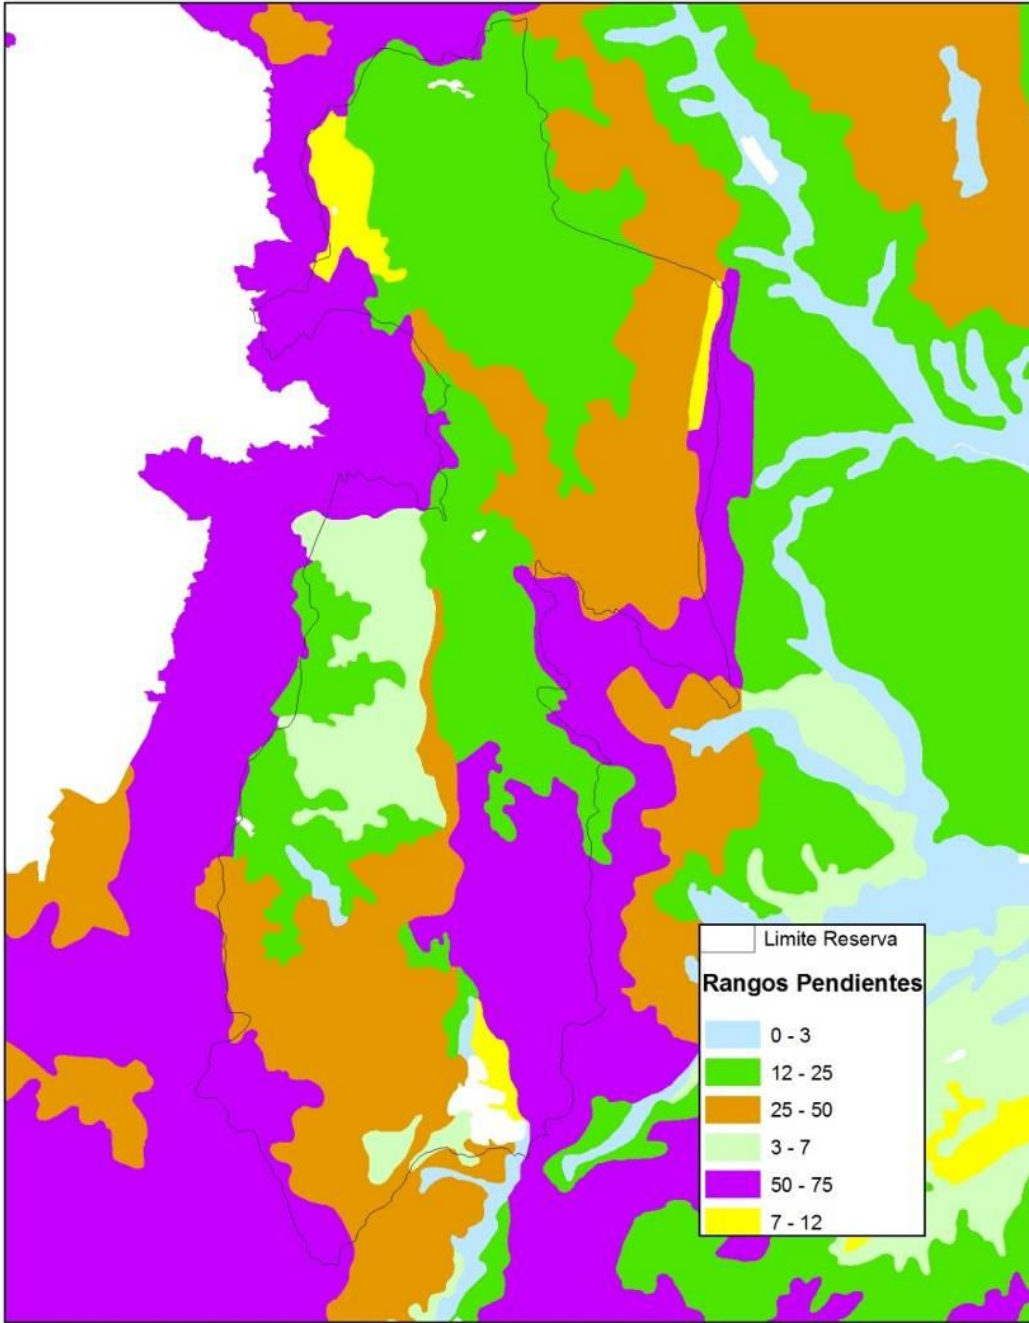 Limite Reserva
Rangos Pendientes
0 - 3
12 - 25
25 - 50
3 - 7
50 - 75
7 - 12